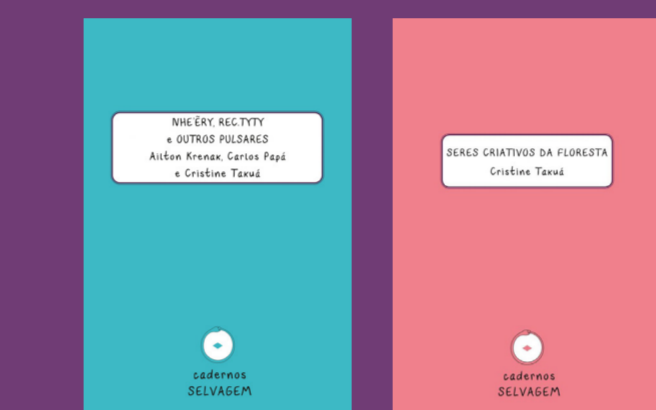 NHE'ËRY, REC.TYTY
e OUTROS PULSARES
Ailton Krenak, Carlos Papá
e Cristine Takuá
cadernos
SELVAGEM
SERES CRIATIVOS DA FLORESTA
Cristine Takuá
cadernos
SELVAGEM